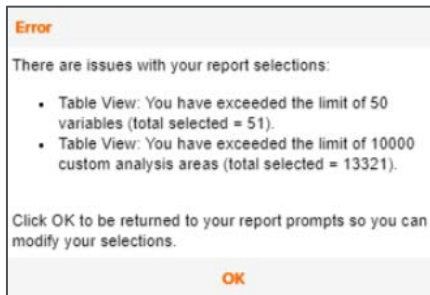 Error
There are issues with your report selections:
• Table View: You have exceeded the limit of 50
variables (total selected = 51).
• Table View: You have exceeded the limit of 10000
custom analysis areas (total selected = 13321).
Click OK to be returned to your report prompts so you can
modify your selections.
OK